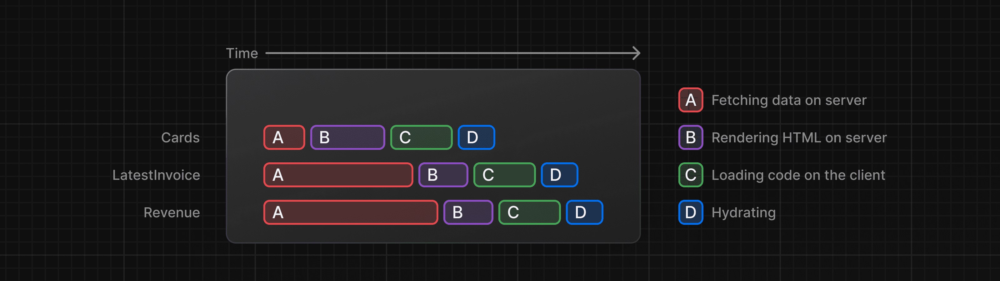 Time
Cards A B C D
LatestInvoice A B C D
Revenue A B C D
A Fetching data on server
B Rendering HTML on server
C Loading code on the client
D Hydrating